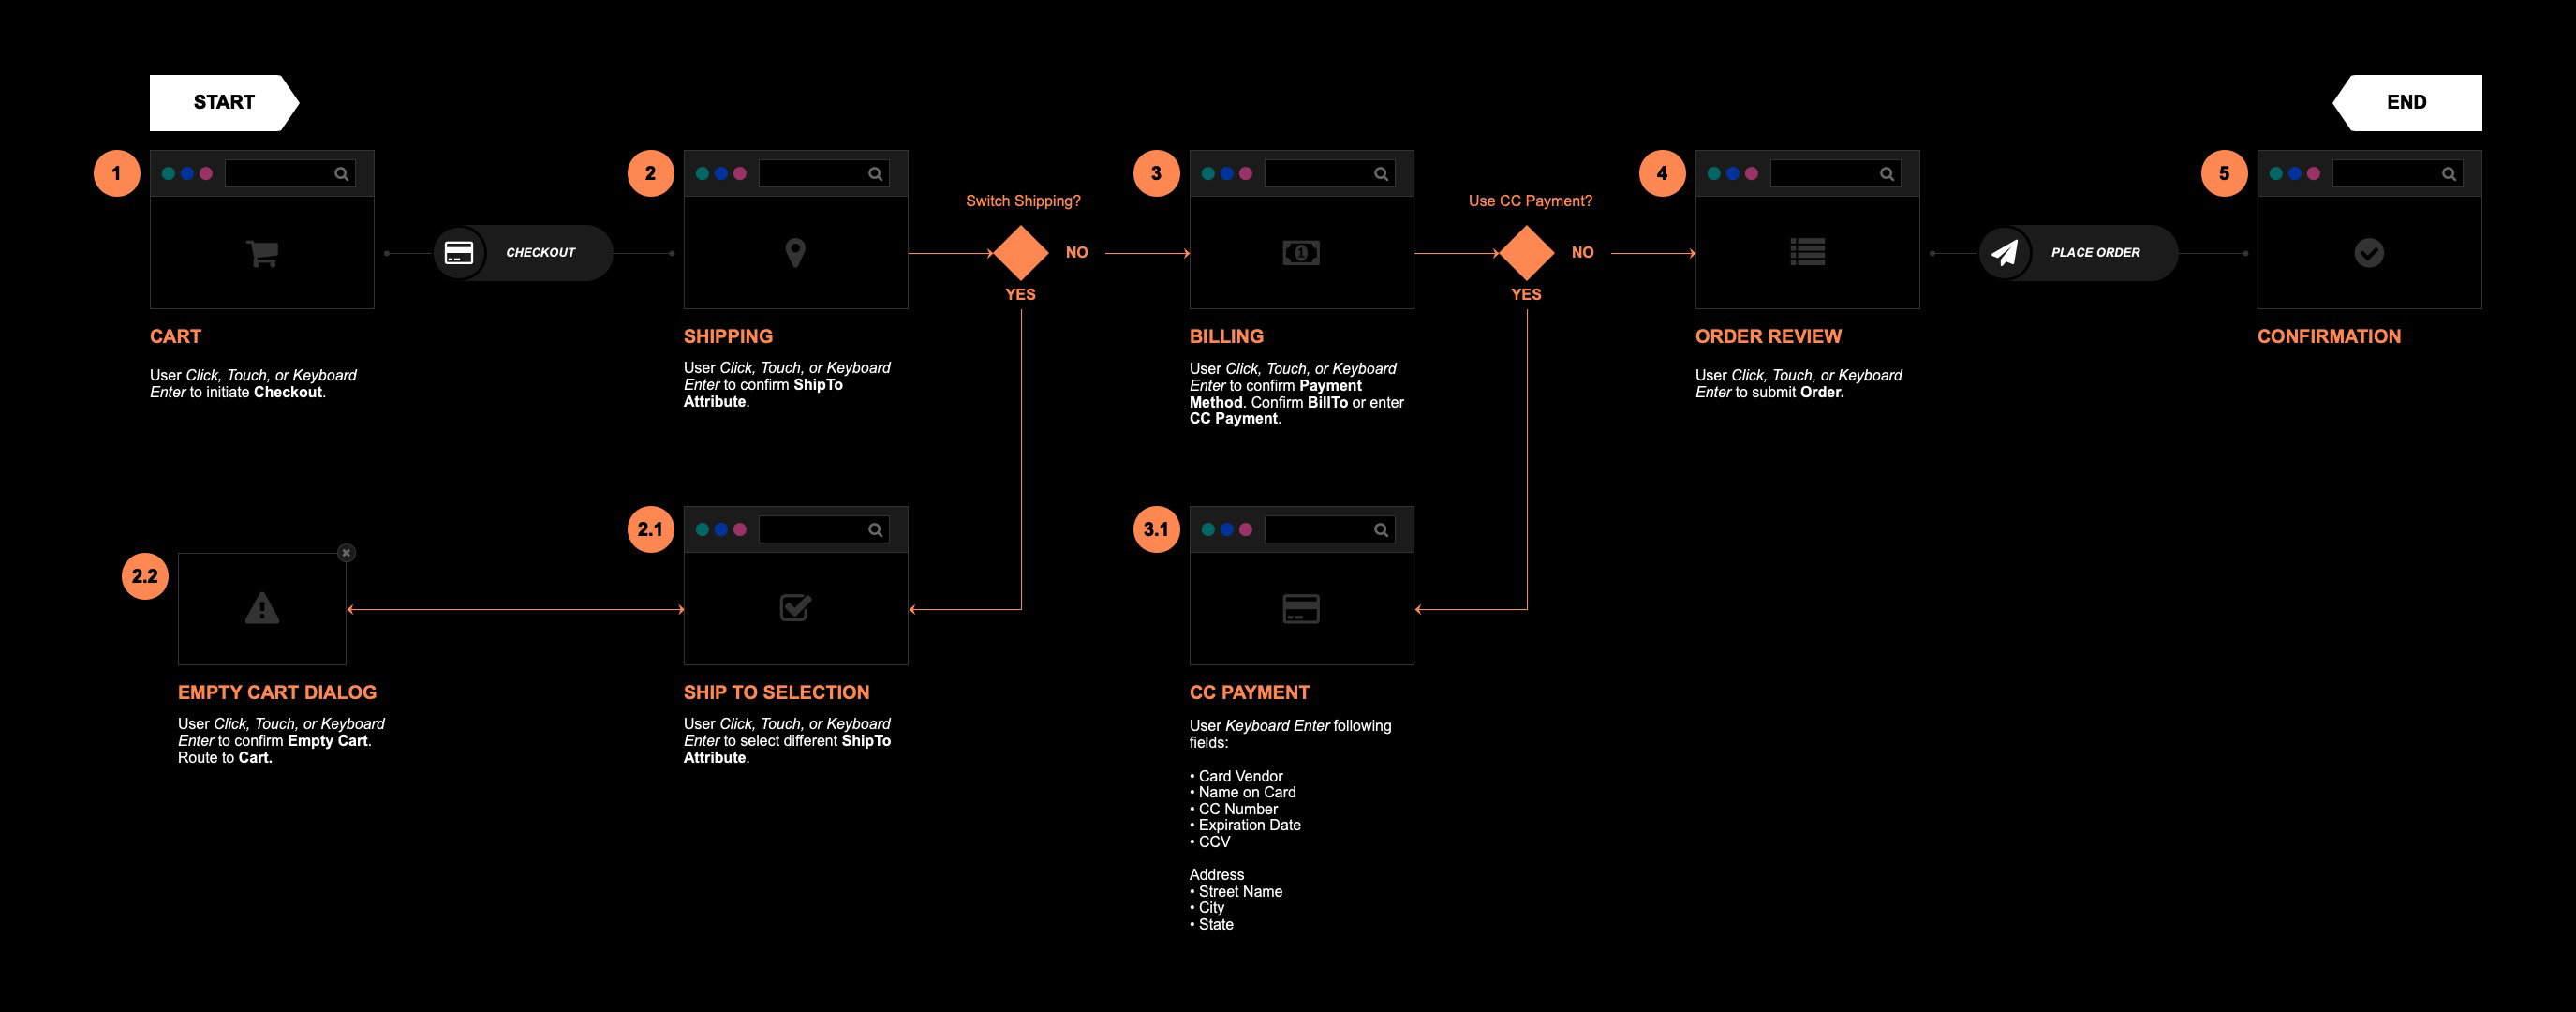 START
END
1
2
3
4
5
Switch Shipping?
Use CC Payment?
CHECKOUT
NO
YES
1
NO
YES
PLACE ORDER
CART
User Click, Touch, or Keyboard
Enter to initiate Checkout.
SHIPPING
User Click, Touch, or Keyboard
Enter to confirm ShipTo
Attribute.
BILLING
User Click, Touch, or Keyboard
Enter to confirm Payment
Method. Confirm BillTo or enter
CC Payment.
ORDER REVIEW
User Click, Touch, or Keyboard
Enter to submit Order.
CONFIRMATION
2.2
EMPTY CART DIALOG
User Click, Touch, or Keyboard
Enter to confirm Empty Cart.
Route to Cart.
2.1
SHIP TO SELECTION
User Click, Touch, or Keyboard
Enter to select different ShipTo
Attribute.
3.1
CC PAYMENT
User Keyboard Enter following
fields:
• Card Vendor
• Name on Card
• CC Number
• Expiration Date
• CCV
Address
• Street Name
• City
• State